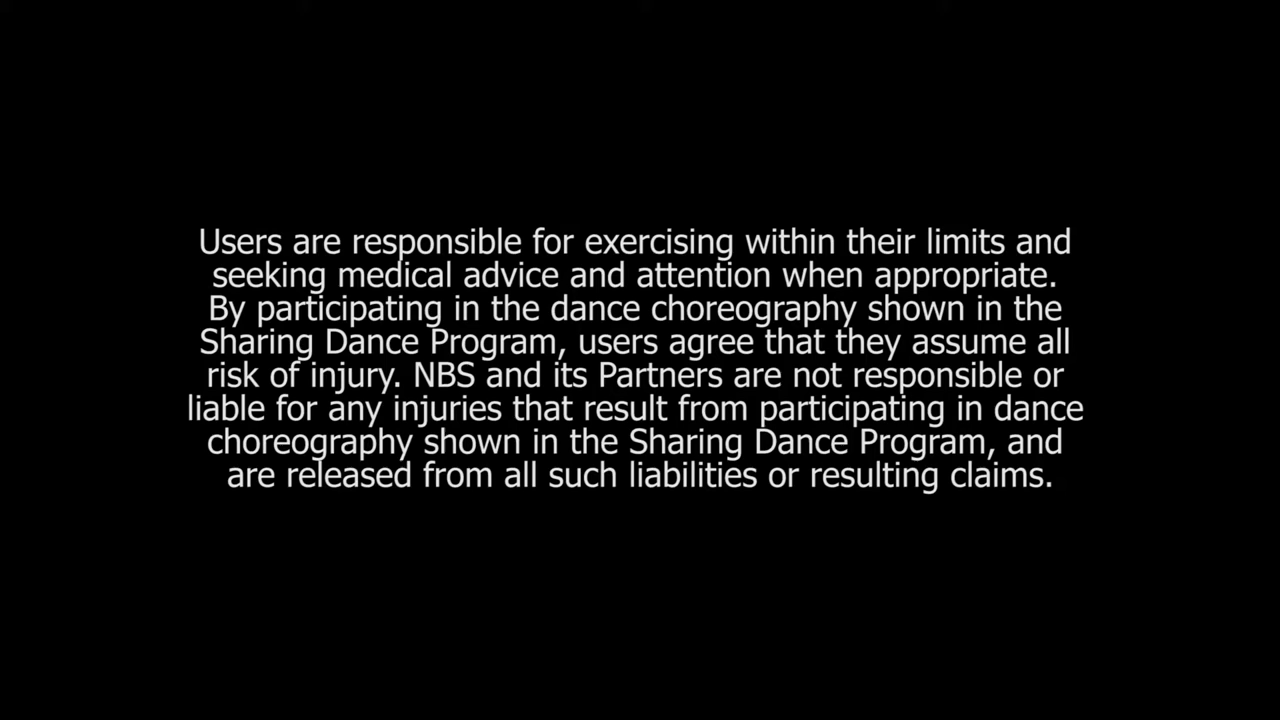 Users are responsible for exercising within their limits and
seeking medical advice and attention when appropriate.
By participating in the dance choreography shown in the
Sharing Dance Program, users agree that they assume all
risk of injury. NBS and its Partners are not responsible or
liable for any injuries that result from participating in dance
choreography shown in the Sharing Dance Program, and
are released from all such liabilities or resulting claims.